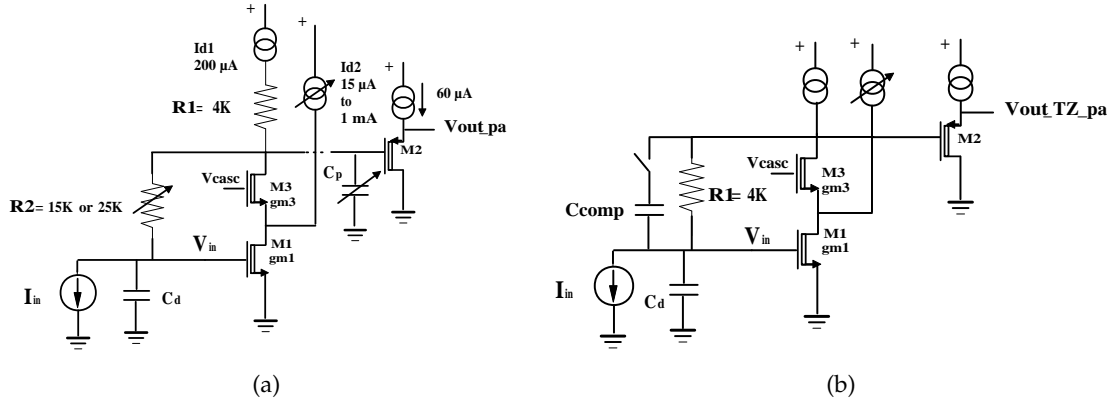 +
Id1
200 µA
R1= 4K
+
Id2
15 µA
to
1 mA
+
60 µA
Vout_pa
M2
Cp
Vcasc
M3
gm3
R2= 15K or 25K
Vin
M1
gm1
Iin
Cd
(a)
+
+
+
Vout_TZ_pa
M2
Vcasc
M3
gm3
R1= 4K
Ccomp
Vin
M1
gm1
Iin
Cd
(b)